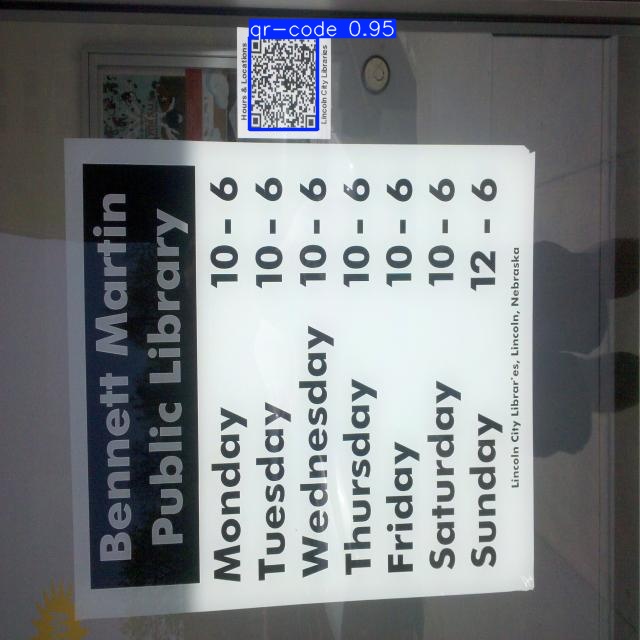 qr-code 0.95
Hours & Locations
Lincoln City Libraries
Bennett Martin
Public Library
Monday 10 - 6
Tuesday 10 - 6
Wednesday 10 - 6
Thursday 10 - 6
Friday 10 - 6
Saturday 10 - 6
Sunday 12 - 6
Lincoln City Librar'es, Lincoln, Nebraska